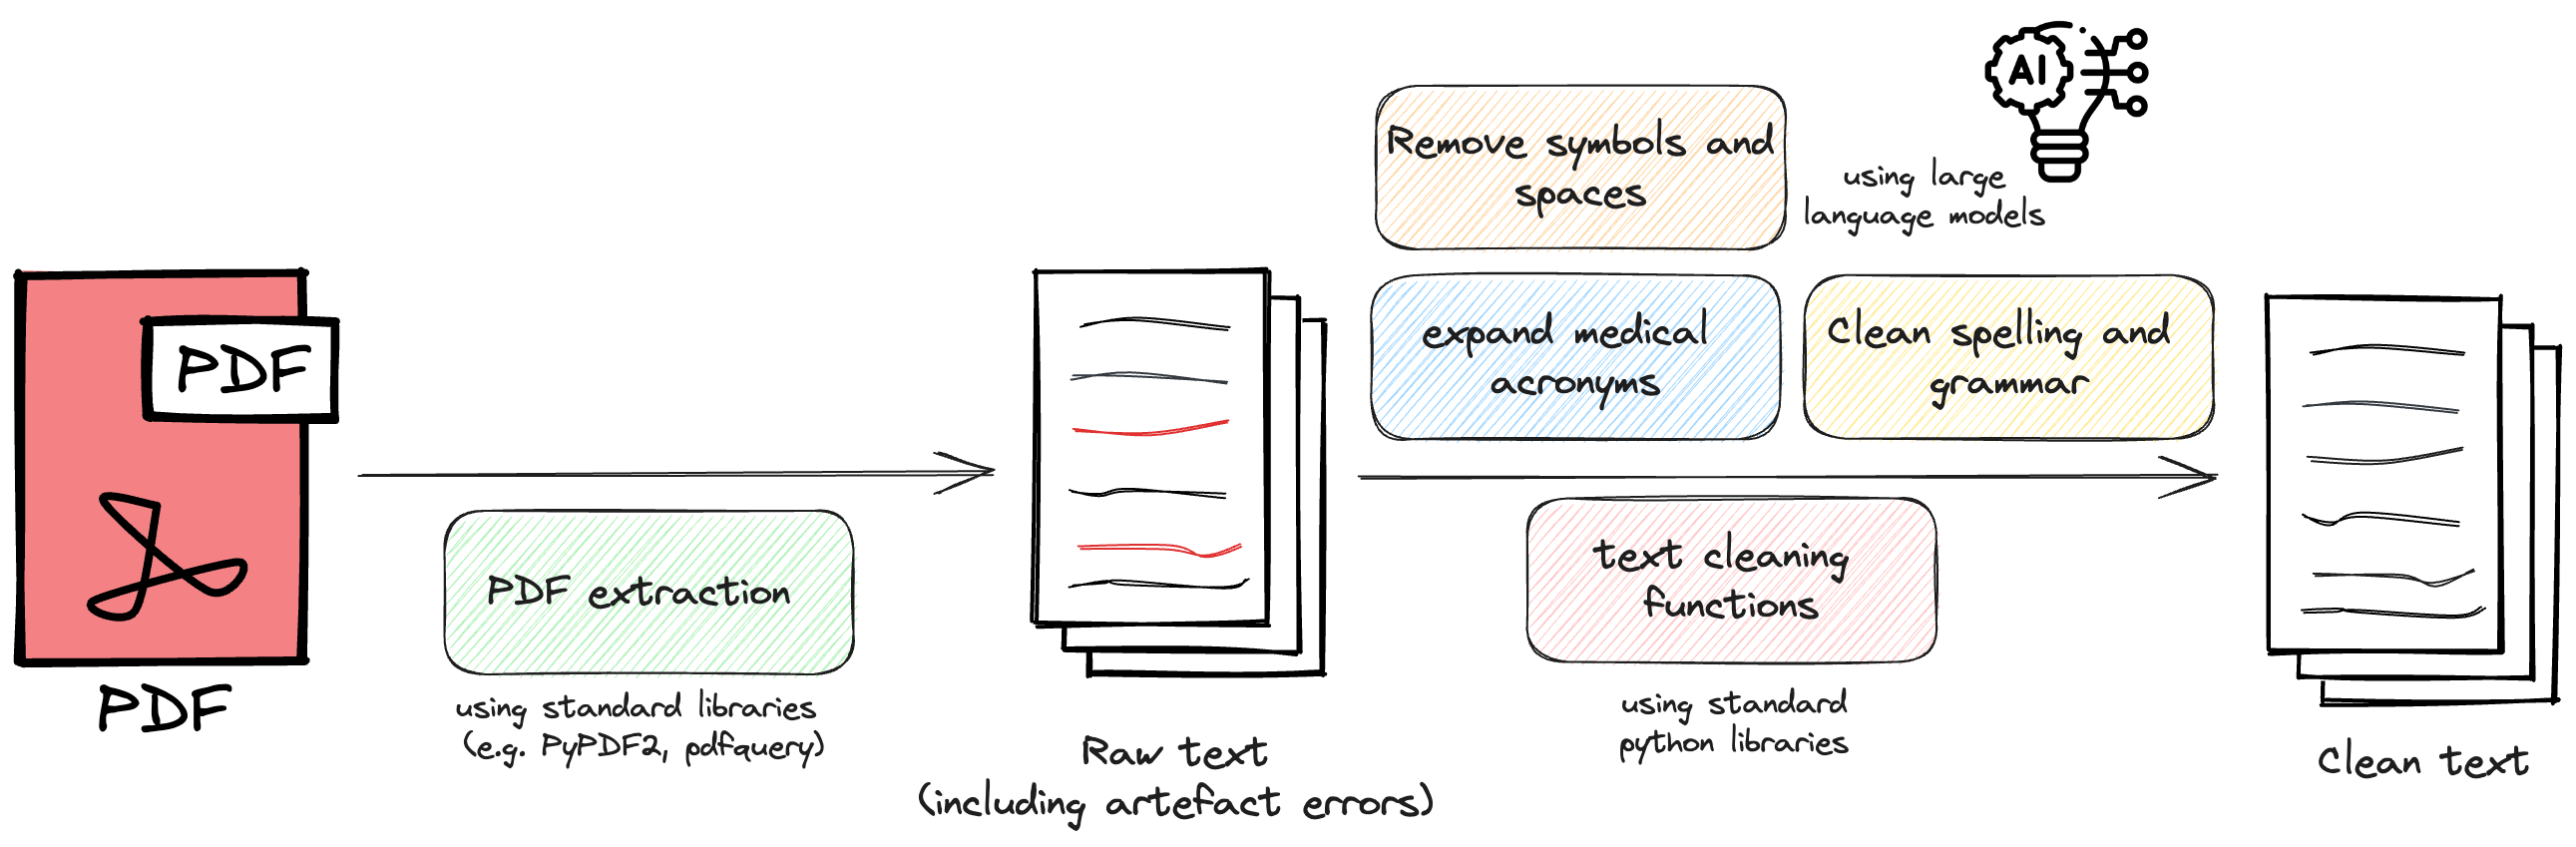 PDF
PDF
PDF extraction
using standard libraries
(e.g. PyPDF2, pdfquery)
Raw text
(including artefact errors)
Remove symbols and
spaces
AI
using large
language models
expand medical
acronyms
Clean spelling and
grammar
text cleaning
functions
using standard
python libraries
Clean text